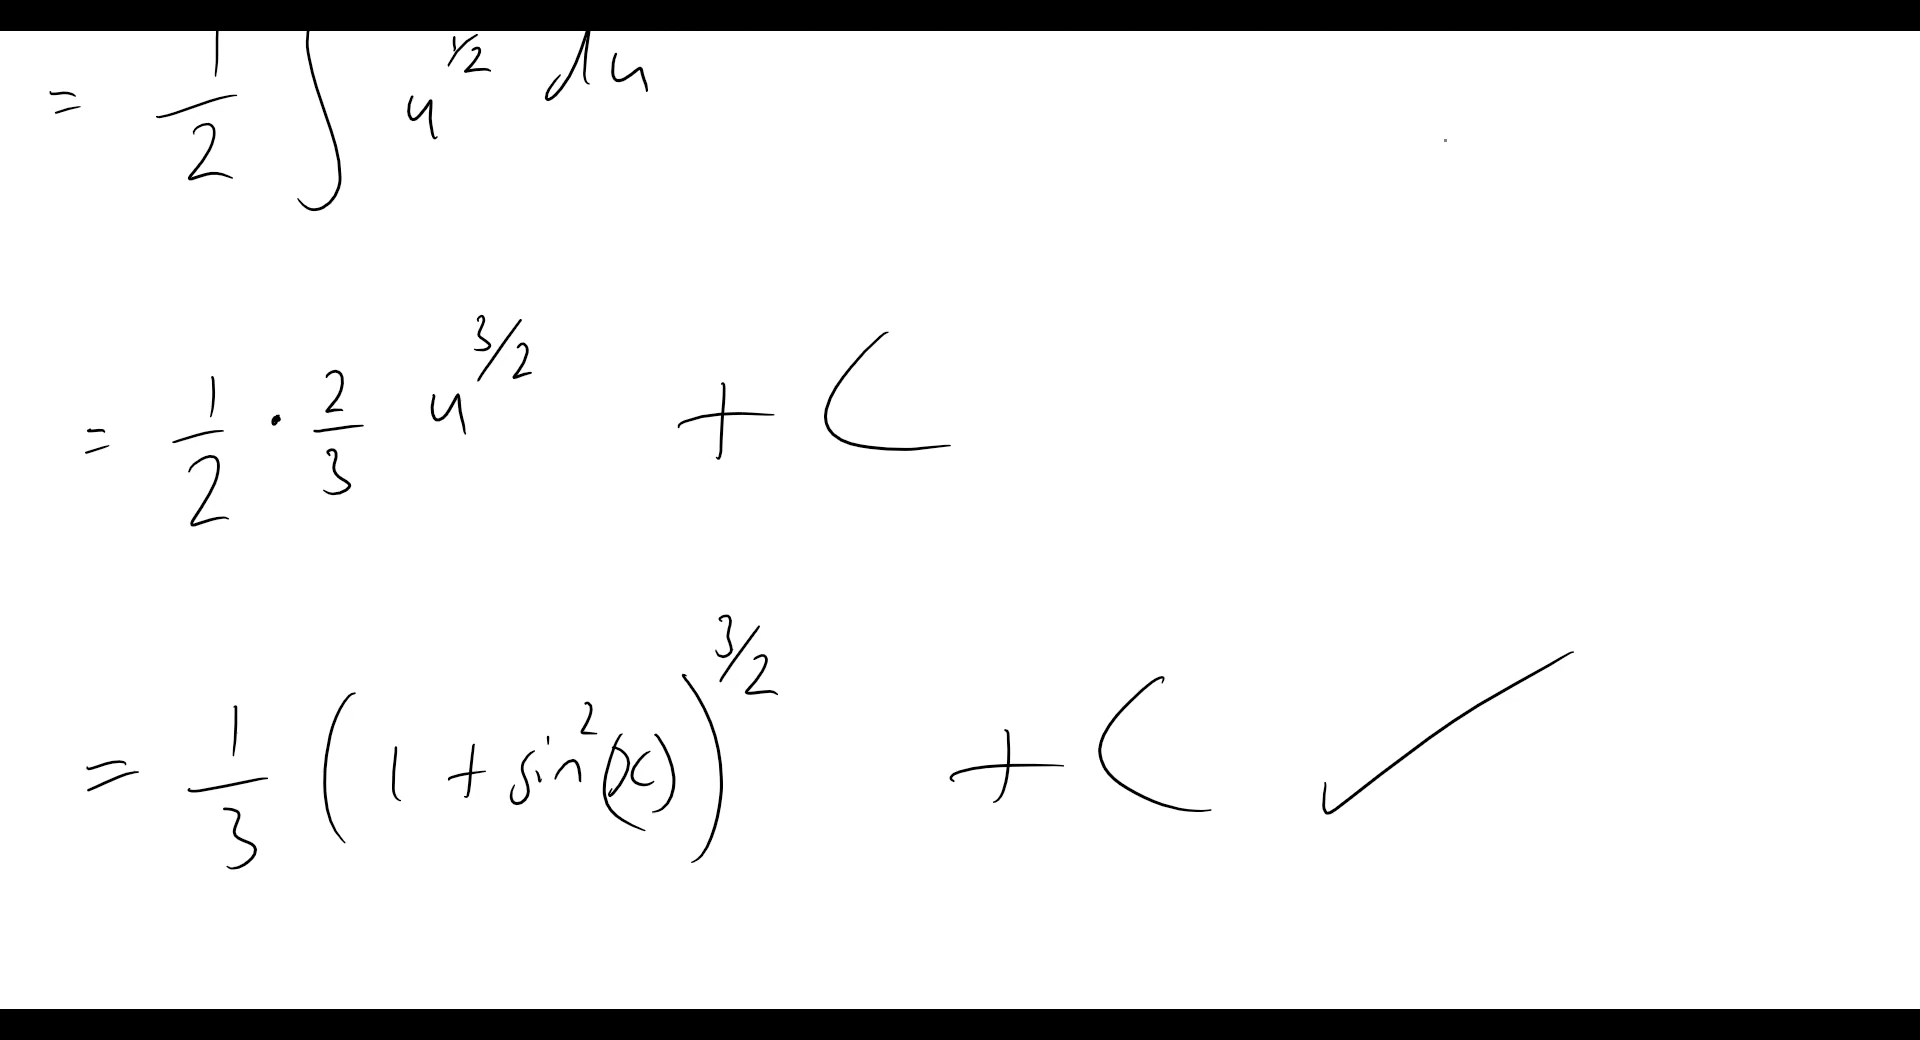 = 1/2 ∫ u^{1/2} du
= 1/2 · 2/3 u^{3/2} + C
= 1/3 (1 + sin²(x))^{3/2} + C ✓